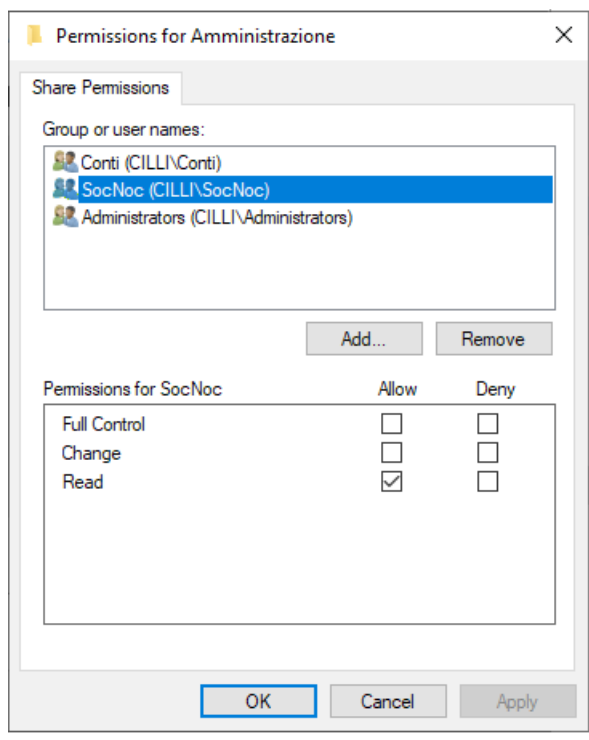 Permissions for Amministrazione
Share Permissions
Group or user names:
Conti (CILLI\Conti)
SocNoc (CILLI\SocNoc)
Administrators (CILLI\Administrators)
Add... Remove
Permissions for SocNoc Allow Deny
Full Control
Change
Read
OK Cancel Apply